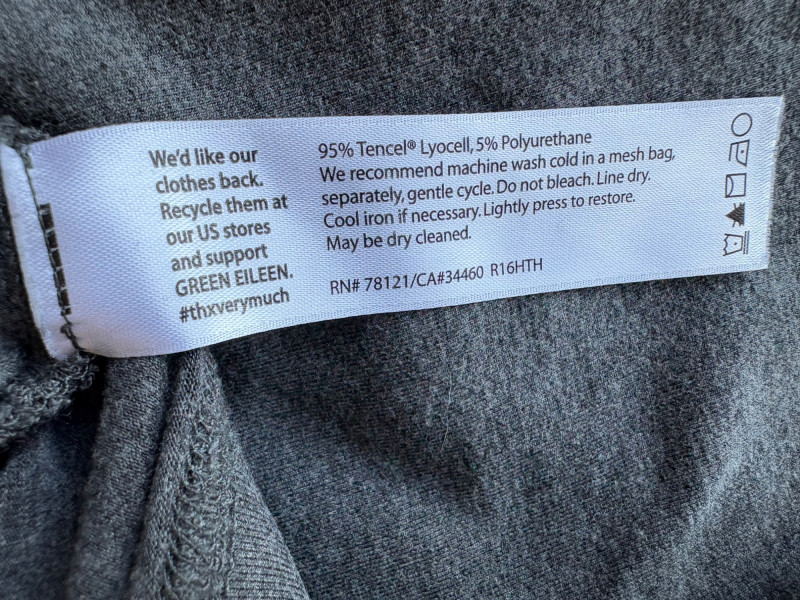 We'd like our
clothes back.
Recycle them at
our US stores
and support
GREEN EILEEN.
#thxverymuch
95% Tencel® Lyocell, 5% Polyurethane
We recommend machine wash cold in a mesh bag,
separately, gentle cycle. Do not bleach. Line dry.
Cool iron if necessary. Lightly press to restore.
May be dry cleaned.
RN# 78121/CA#34460 R16HTH